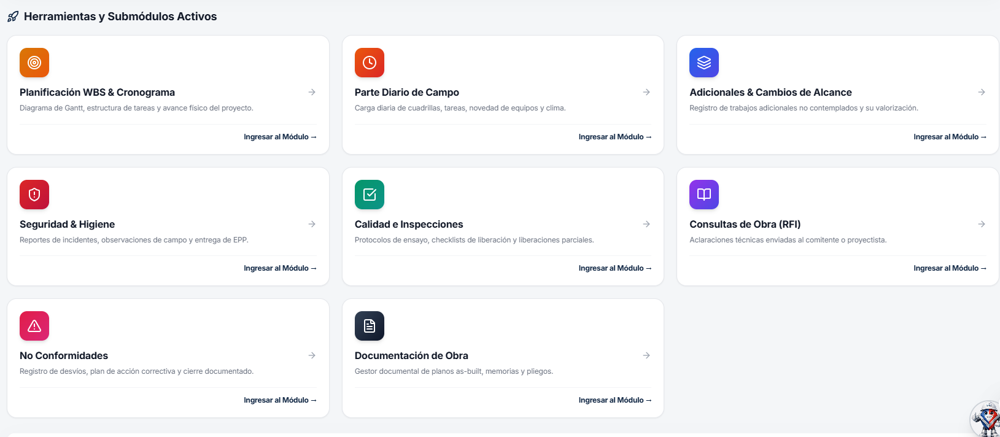 Herramientas y Submódulos Activos
Planificación WBS & Cronograma
Diagrama de Gantt, estructura de tareas y avance físico del proyecto.
Ingresar al Módulo →
Parte Diario de Campo
Carga diaria de cuadrillas, tareas, novedad de equipos y clima.
Ingresar al Módulo →
Adicionales & Cambios de Alcance
Registro de trabajos adicionales no contemplados y su valorización.
Ingresar al Módulo →
Seguridad & Higiene
Reportes de incidentes, observaciones de campo y entrega de EPP.
Ingresar al Módulo →
Calidad e Inspecciones
Protocolos de ensayo, checklists de liberación y liberaciones parciales.
Ingresar al Módulo →
Consultas de Obra (RFI)
Aclaraciones técnicas enviadas al comitente o proyectista.
Ingresar al Módulo →
No Conformidades
Registro de desvíos, plan de acción correctiva y cierre documentado.
Ingresar al Módulo →
Documentación de Obra
Gestor documental de planos as-built, memorias y pliegos.
Ingresar al Módulo →